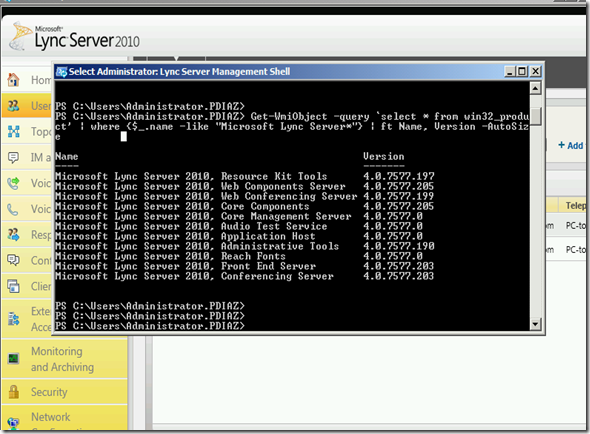 Microsoft
Lync Server 2010
Select Administrator: Lync Server Management Shell
PS C:\Users\Administrator.PDIAZ>
PS C:\Users\Administrator.PDIAZ> Get-WmiObject -query `select * from win32_produ
ct' | where {$_.name -like "Microsoft Lync Server*"} | ft Name, Version -AutoSiz
e
Name Version
---- -------
Microsoft Lync Server 2010, Resource Kit Tools 4.0.7577.197
Microsoft Lync Server 2010, Web Components Server 4.0.7577.205
Microsoft Lync Server 2010, Web Conferencing Server 4.0.7577.199
Microsoft Lync Server 2010, Core Components 4.0.7577.205
Microsoft Lync Server 2010, Core Management Server 4.0.7577.0
Microsoft Lync Server 2010, Audio Test Service 4.0.7577.0
Microsoft Lync Server 2010, Application Host 4.0.7577.0
Microsoft Lync Server 2010, Administrative Tools 4.0.7577.190
Microsoft Lync Server 2010, Reach Fonts 4.0.7577.0
Microsoft Lync Server 2010, Front End Server 4.0.7577.203
Microsoft Lync Server 2010, Conferencing Server 4.0.7577.203
PS C:\Users\Administrator.PDIAZ>
PS C:\Users\Administrator.PDIAZ>
PS C:\Users\Administrator.PDIAZ>
Hom
User
Topo
IM a
Voic
Voic
Resp
Conf
Clien
Exter
Acce
Monitoring
and Archiving
Security
Network
Add
Telep
om PC-to
om PC-to